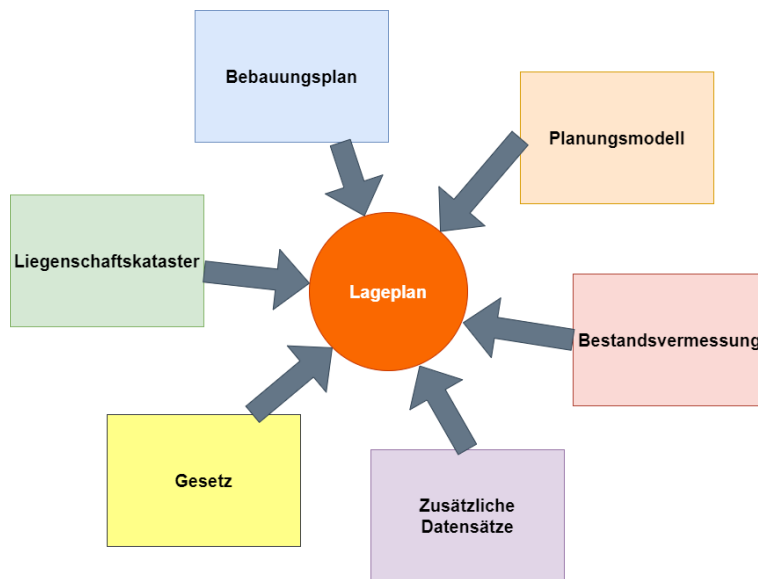 Bebauungsplan
Planungsmodell
Liegenschaftskataster
Lageplan
Bestandsvermessung
Gesetz
Zusätzliche
Datensätze